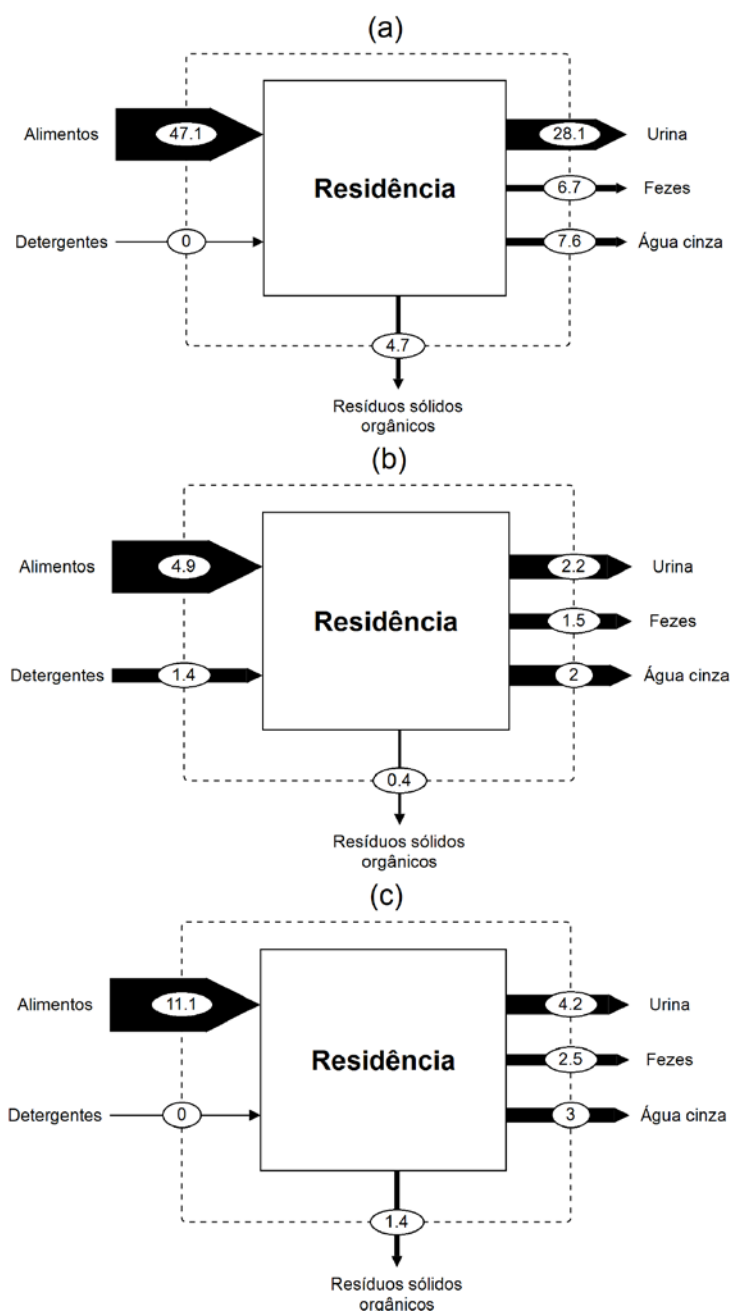 (a)
Alimentos
47.1
28.1
Urina
Residência
6.7
Fezes
Detergentes
0
7.6
Água cinza
4.7
Resíduos sólidos
orgânicos
(b)
Alimentos
4.9
2.2
Urina
Residência
1.5
Fezes
Detergentes
1.4
2
Água cinza
0.4
Resíduos sólidos
orgânicos
(c)
Alimentos
11.1
4.2
Urina
Residência
2.5
Fezes
Detergentes
0
3
Água cinza
1.4
Resíduos sólidos
orgânicos